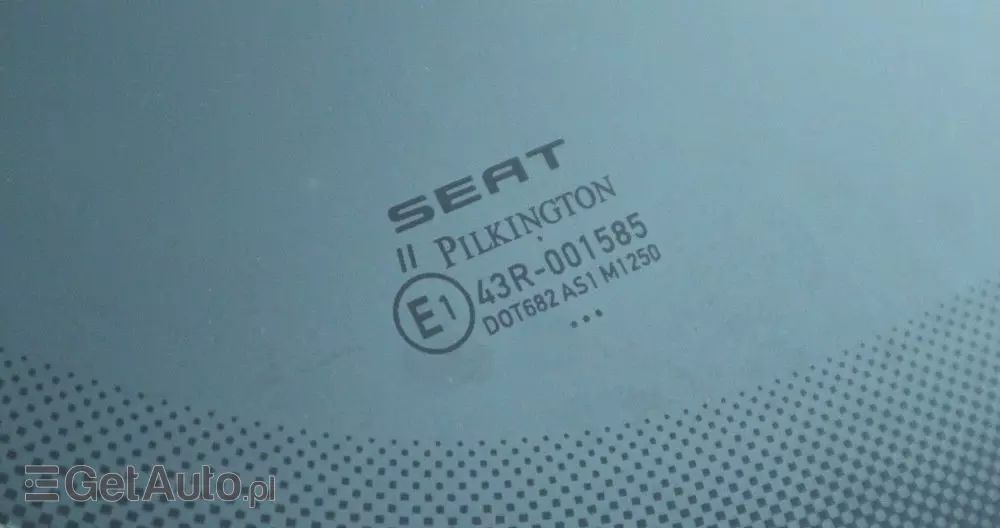 SEAT
II PILKINGTON
E1 43R-001585
DOT682 AS1 M1250
...
GetAuto.pl